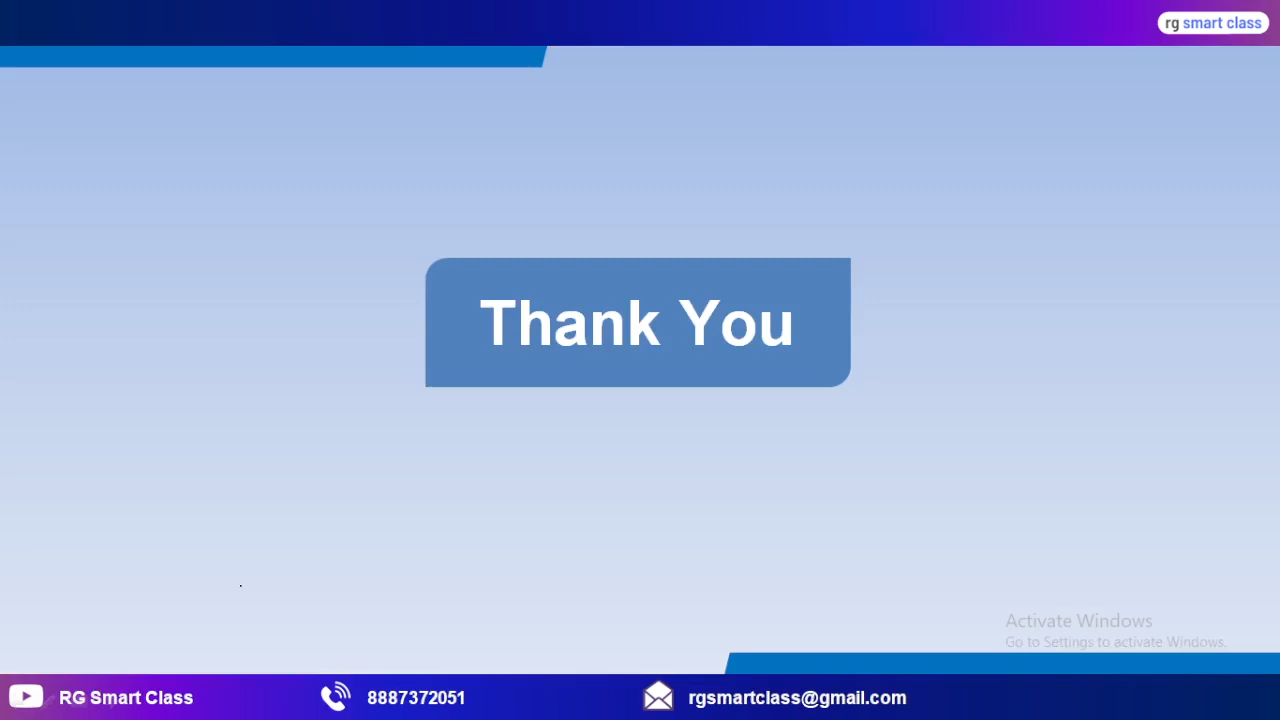 rg smart class
Thank You
Activate Windows
Go to Settings to activate Windows.
RG Smart Class
8887372051
rgsmartclass@gmail.com